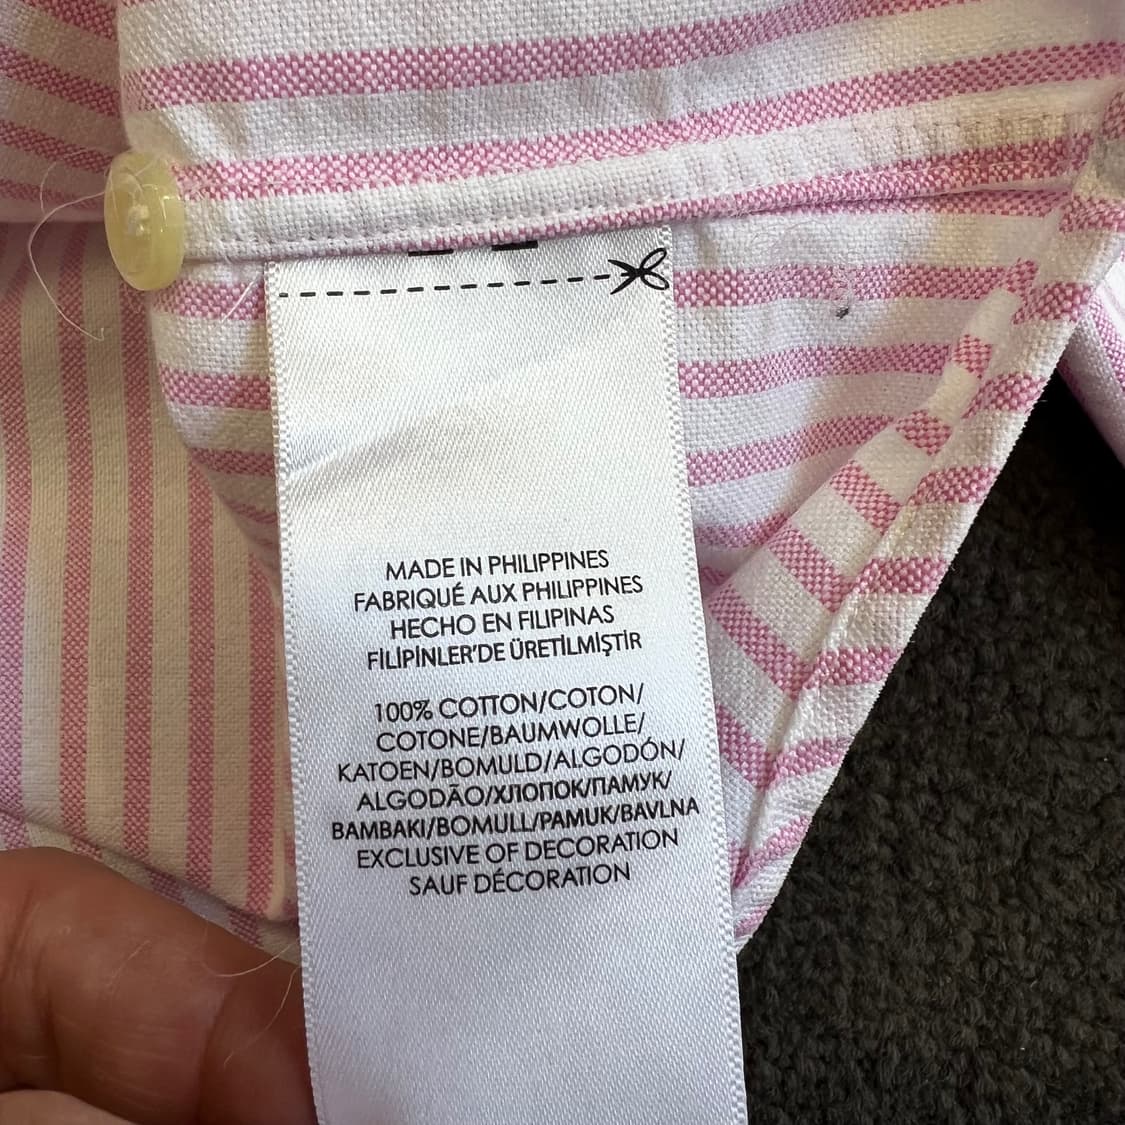 MADE IN PHILIPPINES
FABRIQUÉ AUX PHILIPPINES
HECHO EN FILIPINAS
FİLİPİNLER'DE ÜRETİLMİŞTİR
100% COTTON/COTON/
COTONE/BAUMWOLLE/
KATOEN/BOMULD/ALGODÓN/
ALGODÃO/ХЛОПОК/ПАМУК/
BAMBAKI/BOMULL/PAMUK/BAVLNA
EXCLUSIVE OF DECORATION
SAUF DÉCORATION